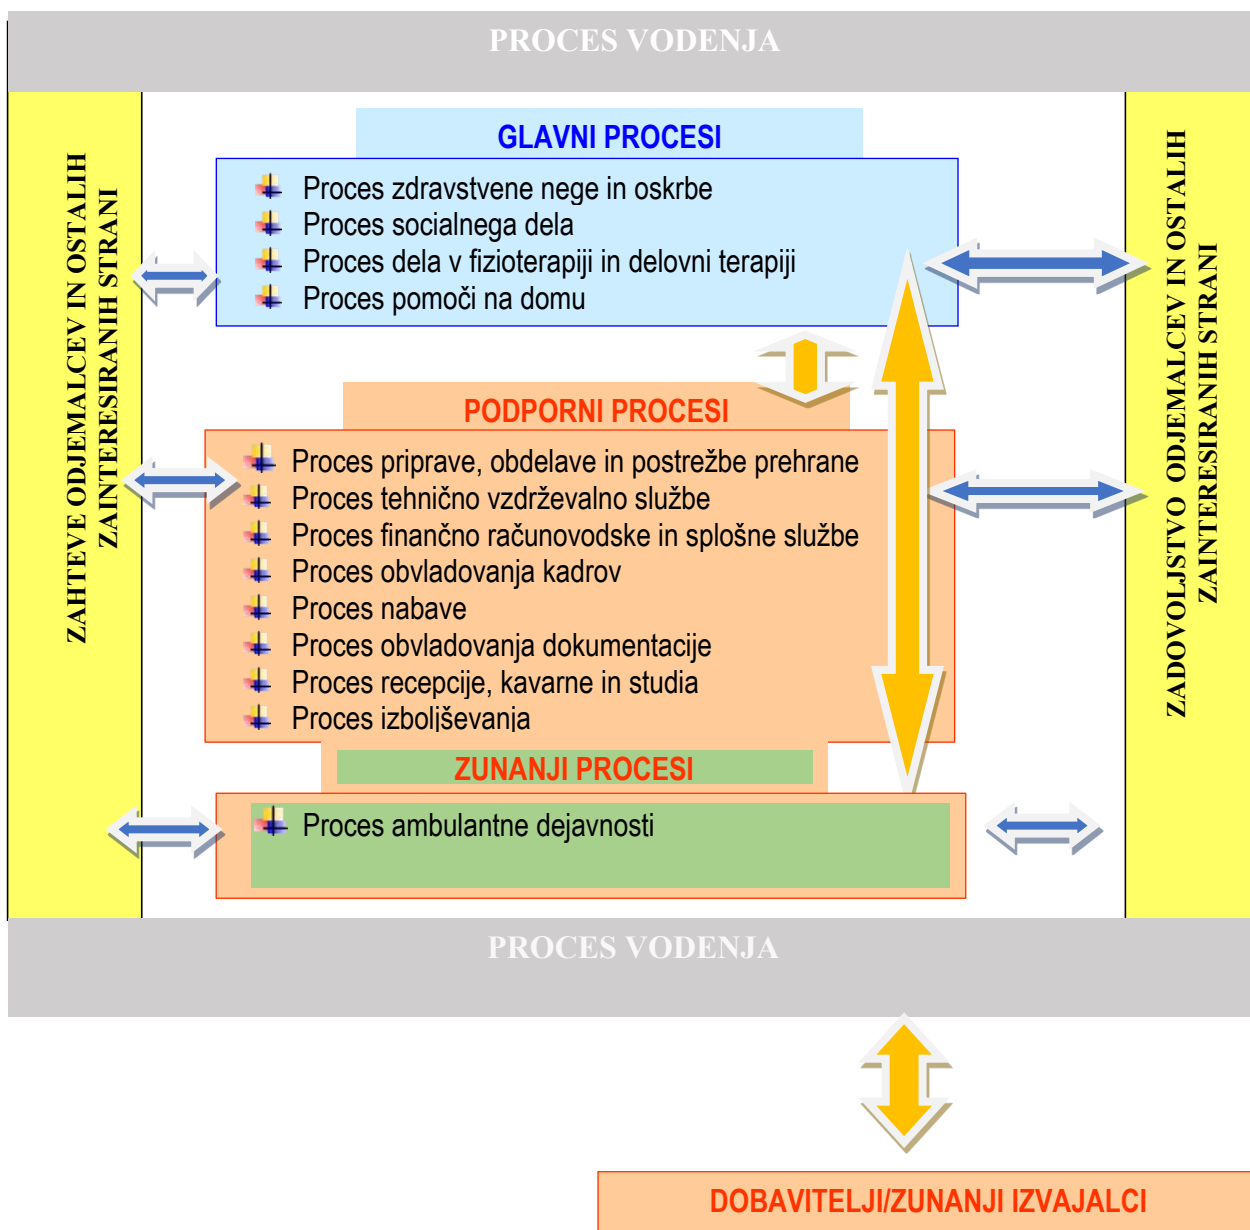 PROCES VODENJA
ZAHTEVE ODJEMALCEV IN OSTALIH
ZAINTERESIRANIH STRANI
GLAVNI PROCESI
Proces zdravstvene nege in oskrbe
Proces socialnega dela
Proces dela v fizioterapiji in delovni terapiji
Proces pomoči na domu
PODPORNI PROCESI
Proces priprave, obdelave in postrežbe prehrane
Proces tehnično vzdrževalno službe
Proces finančno računovodske in splošne službe
Proces obvladovanja kadrov
Proces nabave
Proces obvladovanja dokumentacije
Proces recepcije, kavarne in studia
Proces izboljševanja
ZUNANJI PROCESI
Proces ambulantne dejavnosti
ZADOVOLJSTVO ODJEMALCEV IN OSTALIH
ZAINTERESIRANIH STRANI
PROCES VODENJA
DOBAVITELJI/ZUNANJI IZVAJALCI